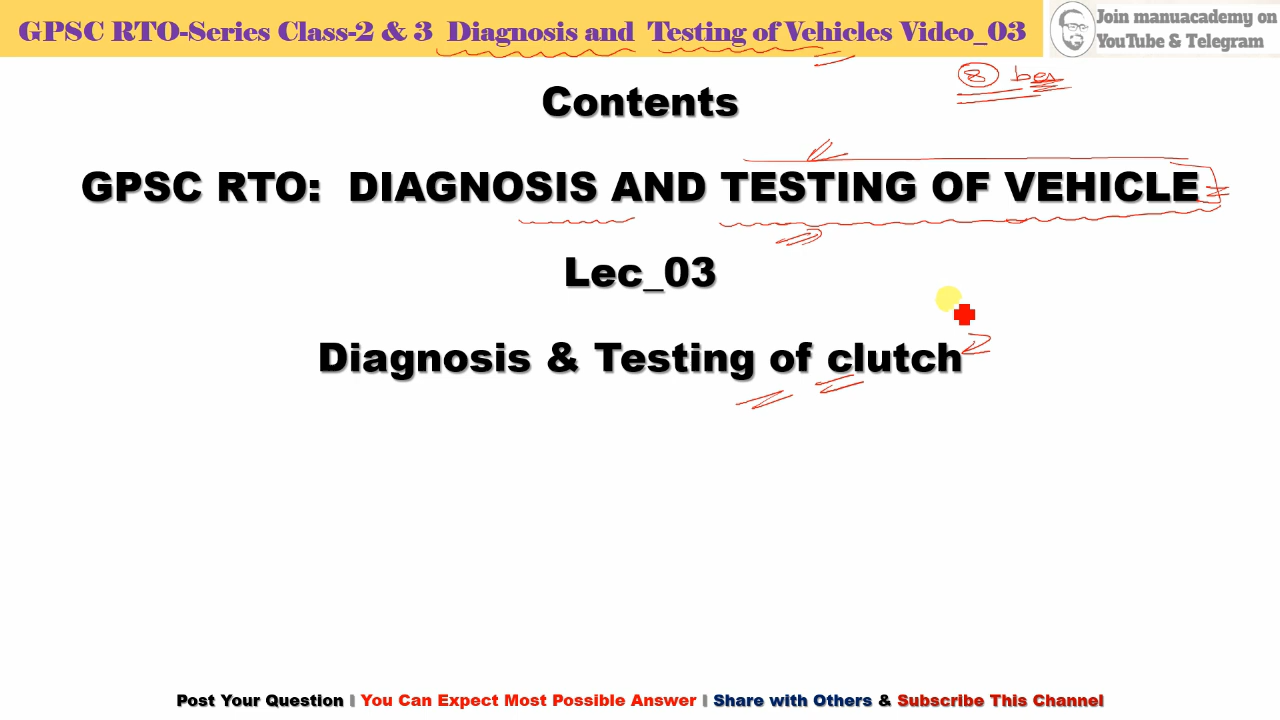 GPSC RTO-Series Class-2 & 3 Diagnosis and Testing of Vehicles Video_03
Join manuacademy on
YouTube & Telegram
Contents
GPSC RTO: DIAGNOSIS AND TESTING OF VEHICLE
Lec_03
Diagnosis & Testing of clutch
Post Your Question | You Can Expect Most Possible Answer | Share with Others & Subscribe This Channel